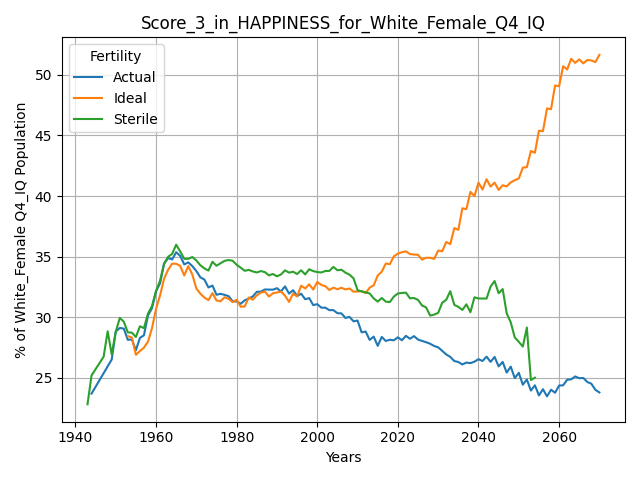 Score_3_in_HAPPINESS_for_White_Female_Q4_IQ
Fertility
Actual
Ideal
Sterile
% of White_Female Q4_IQ Population
50
45
40
35
30
25
1940 1960 1980 2000 2020 2040 2060
Years